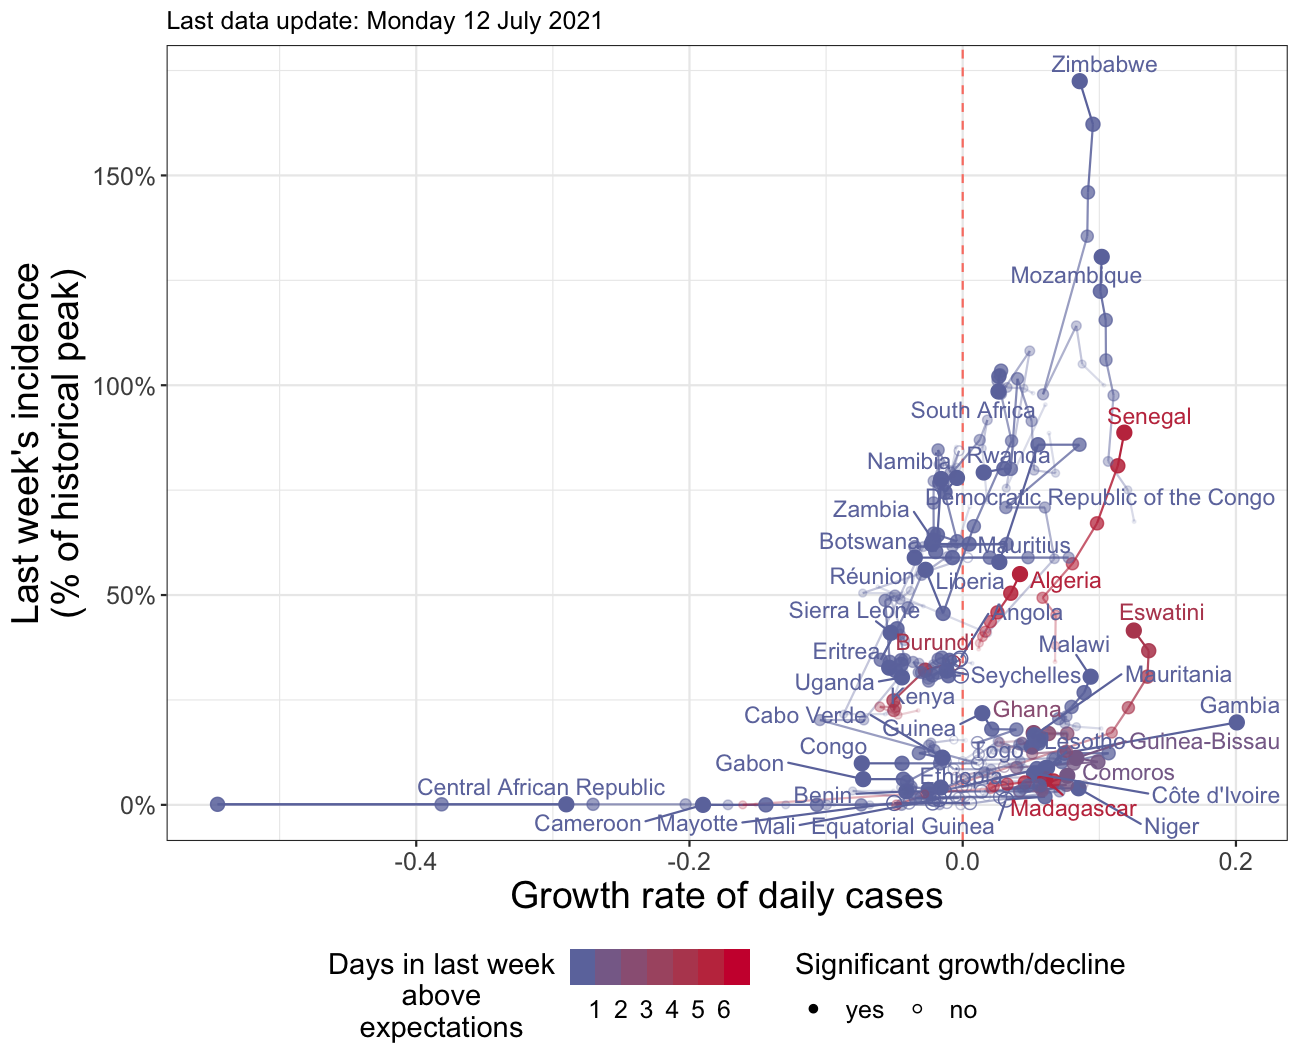 Last data update: Monday 12 July 2021
Last week's incidence
(% of historical peak)
150%
100%
50%
0%
Zimbabwe
Mozambique
South Africa
Senegal
Namibia
Rwanda
Democratic Republic of the Congo
Zambia
Botswana
Mauritius
Réunion
Liberia
Algeria
Sierra Leone
Angola
Eswatini
Burundi
Malawi
Eritrea
Uganda
Seychelles
Mauritania
Kenya
Cabo Verde
Ghana
Gambia
Guinea
Congo
Togo
Lesotho
Guinea-Bissau
Gabon
Ethiopia
Comoros
Central African Republic
Benin
Côte d'Ivoire
Madagascar
Cameroon
Mayotte
Mali
Equatorial Guinea
Niger
-0.4
-0.2
0.0
0.2
Growth rate of daily cases
Days in last week
above
expectations
1 2 3 4 5 6
Significant growth/decline
yes
no